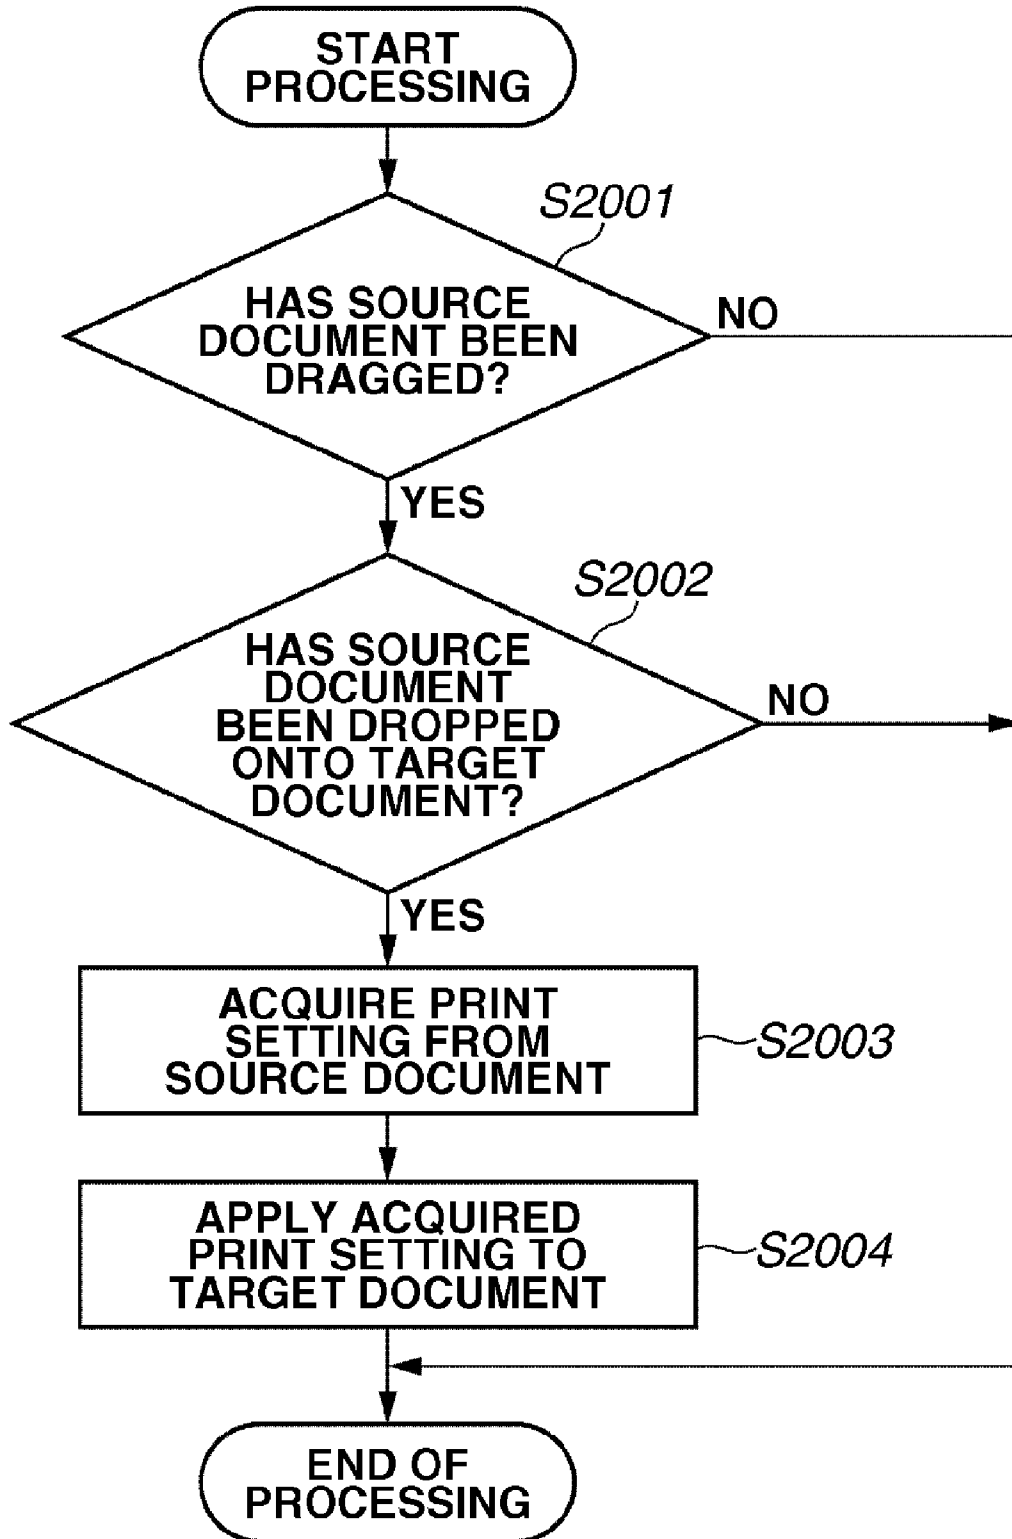 START
PROCESSING
S2001
HAS SOURCE
DOCUMENT BEEN
DRAGGED?
NO
YES
S2002
HAS SOURCE
DOCUMENT
BEEN DROPPED
ONTO TARGET
DOCUMENT?
NO
YES
ACQUIRE PRINT
SETTING FROM
SOURCE DOCUMENT
S2003
APPLY ACQUIRED
PRINT SETTING TO
TARGET DOCUMENT
S2004
END OF
PROCESSING